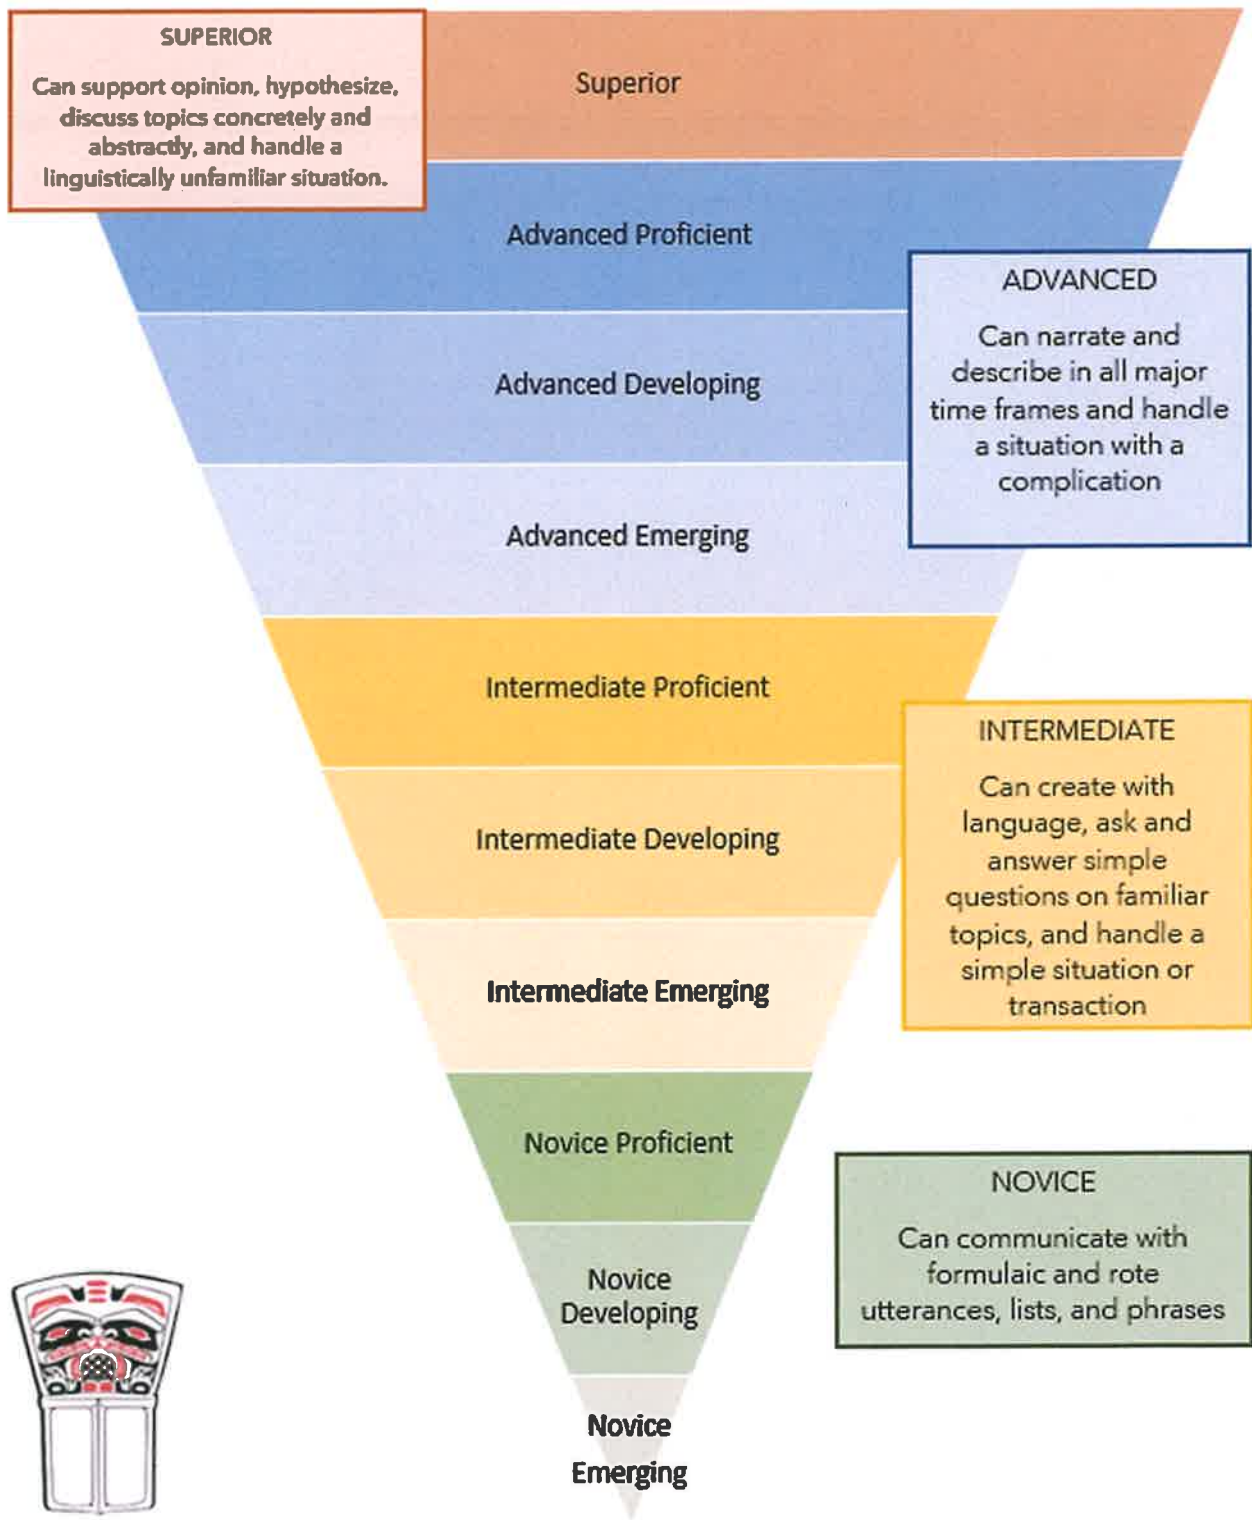 SUPERIOR
Can support opinion, hypothesize,
discuss topics concretely and
abstractly, and handle a
linguistically unfamiliar situation.
Superior
Advanced Proficient
ADVANCED
Can narrate and
describe in all major
time frames and handle
a situation with a
complication
Advanced Developing
Advanced Emerging
Intermediate Proficient
INTERMEDIATE
Can create with
language, ask and
answer simple
questions on familiar
topics, and handle a
simple situation or
transaction
Intermediate Developing
Intermediate Emerging
Novice Proficient
NOVICE
Can communicate with
formulaic and rote
utterances, lists, and phrases
Novice
Developing
Novice
Emerging